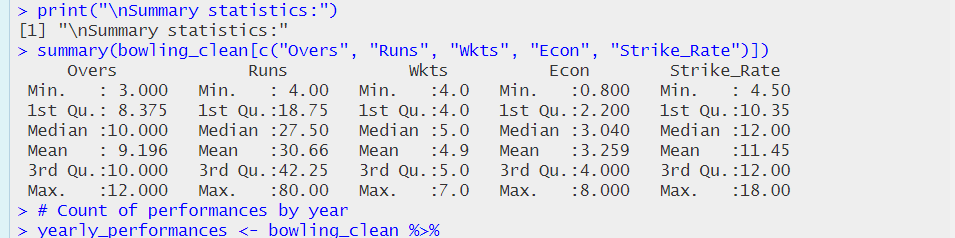 > print("\nSummary statistics:")
[1] "\nSummary statistics:"
> summary(bowling_clean[c("Overs", "Runs", "Wkts", "Econ", "Strike_Rate")])
     Overs             Runs            Wkts          Econ        Strike_Rate   
 Min.   : 3.000   Min.   : 4.00   Min.   :4.0   Min.   :0.800   Min.   : 4.50  
 1st Qu.: 8.375   1st Qu.:18.75   1st Qu.:4.0   1st Qu.:2.200   1st Qu.:10.35  
 Median :10.000   Median :27.50   Median :5.0   Median :3.040   Median :12.00  
 Mean   : 9.196   Mean   :30.66   Mean   :4.9   Mean   :3.259   Mean   :11.45  
 3rd Qu.:10.000   3rd Qu.:42.25   3rd Qu.:5.0   3rd Qu.:4.000   3rd Qu.:12.00  
 Max.   :12.000   Max.   :80.00   Max.   :7.0   Max.   :8.000   Max.   :18.00  
> # Count of performances by year
> yearly_performances <- bowling_clean %>%